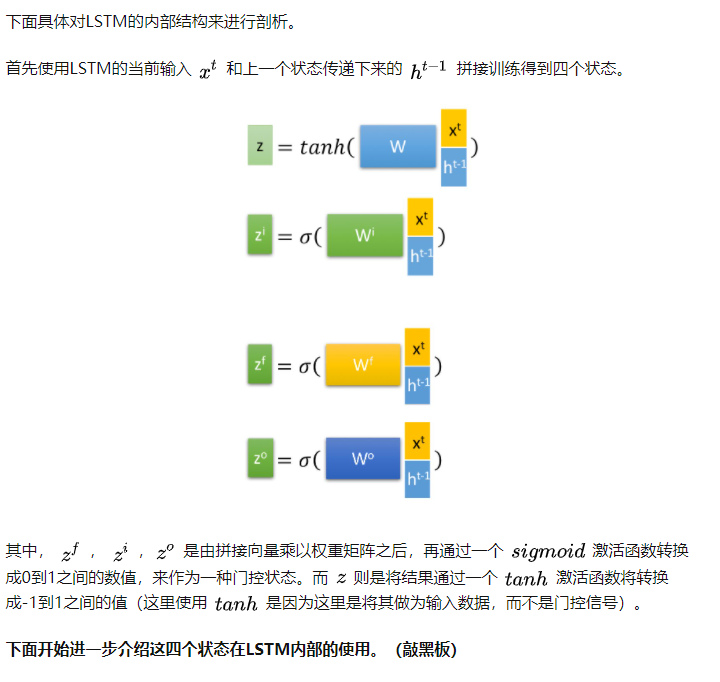 下面具体对LSTM的内部结构来进行剖析。
首先使用LSTM的当前输入 x^t 和上一个状态传递下来的 h^{t-1} 拼接训练得到四个状态。
z = tanh( W x^t h^{t-1} )
z^i = σ( W^i x^t h^{t-1} )
z^f = σ( W^f x^t h^{t-1} )
z^o = σ( W^o x^t h^{t-1} )
其中， z^f ， z^i ， z^o 是由拼接向量乘以权重矩阵之后，再通过一个 sigmoid 激活函数转换
成0到1之间的数值，来作为一种门控状态。而 z 则是将结果通过一个 tanh 激活函数将转换
成-1到1之间的值（这里使用 tanh 是因为这里是将其做为输入数据，而不是门控信号）。
下面开始进一步介绍这四个状态在LSTM内部的使用。（敲黑板）